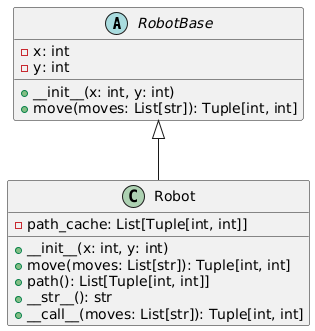 A RobotBase
x: int
y: int
__init__(x: int, y: int)
move(moves: List[str]): Tuple[int, int]
C Robot
path_cache: List[Tuple[int, int]]
__init__(x: int, y: int)
move(moves: List[str]): Tuple[int, int]
path(): List[Tuple[int, int]]
__str__(): str
__call__(moves: List[str]): Tuple[int, int]